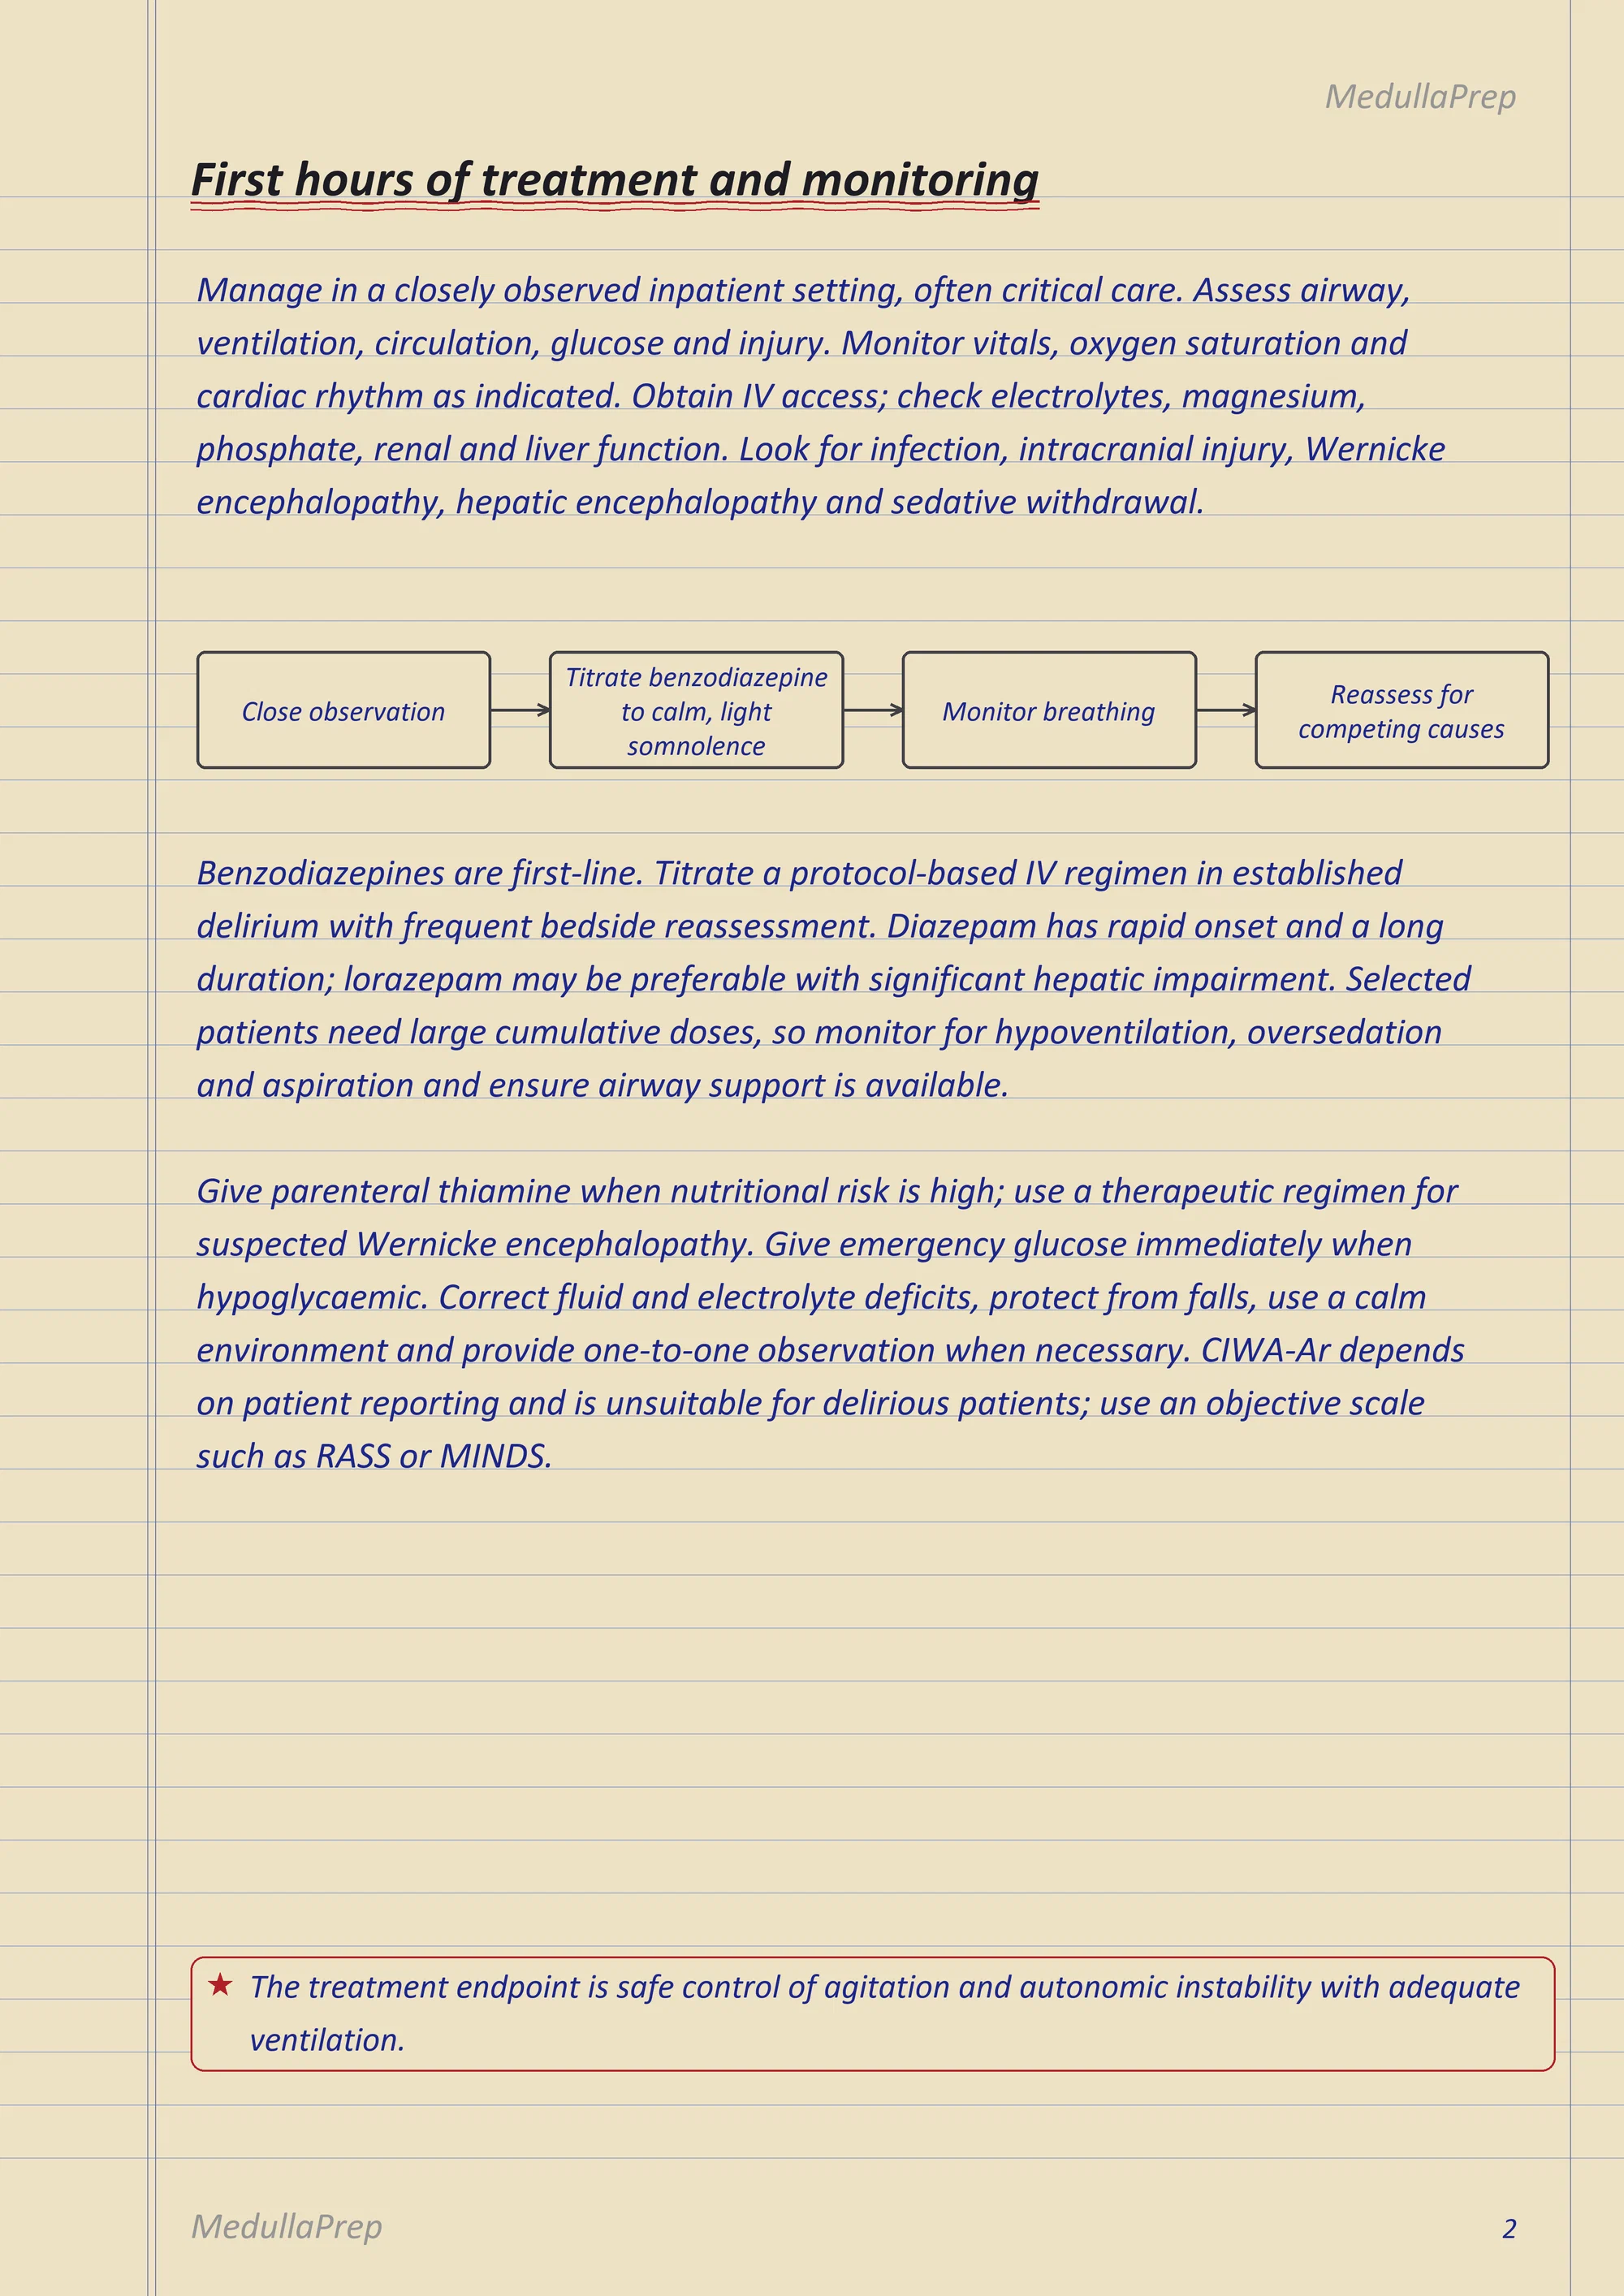 MedullaPrep
First hours of treatment and monitoring
Manage in a closely observed inpatient setting, often critical care. Assess airway,
ventilation, circulation, glucose and injury. Monitor vitals, oxygen saturation and
cardiac rhythm as indicated. Obtain IV access; check electrolytes, magnesium,
phosphate, renal and liver function. Look for infection, intracranial injury, Wernicke
encephalopathy, hepatic encephalopathy and sedative withdrawal.
Close observation
Titrate benzodiazepine
to calm, light
somnolence
Monitor breathing
Reassess for
competing causes
Benzodiazepines are first-line. Titrate a protocol-based IV regimen in established
delirium with frequent bedside reassessment. Diazepam has rapid onset and a long
duration; lorazepam may be preferable with significant hepatic impairment. Selected
patients need large cumulative doses, so monitor for hypoventilation, oversedation
and aspiration and ensure airway support is available.
Give parenteral thiamine when nutritional risk is high; use a therapeutic regimen for
suspected Wernicke encephalopathy. Give emergency glucose immediately when
hypoglycaemic. Correct fluid and electrolyte deficits, protect from falls, use a calm
environment and provide one-to-one observation when necessary. CIWA-Ar depends
on patient reporting and is unsuitable for delirious patients; use an objective scale
such as RASS or MINDS.
★ The treatment endpoint is safe control of agitation and autonomic instability with adequate
ventilation.
MedullaPrep
2